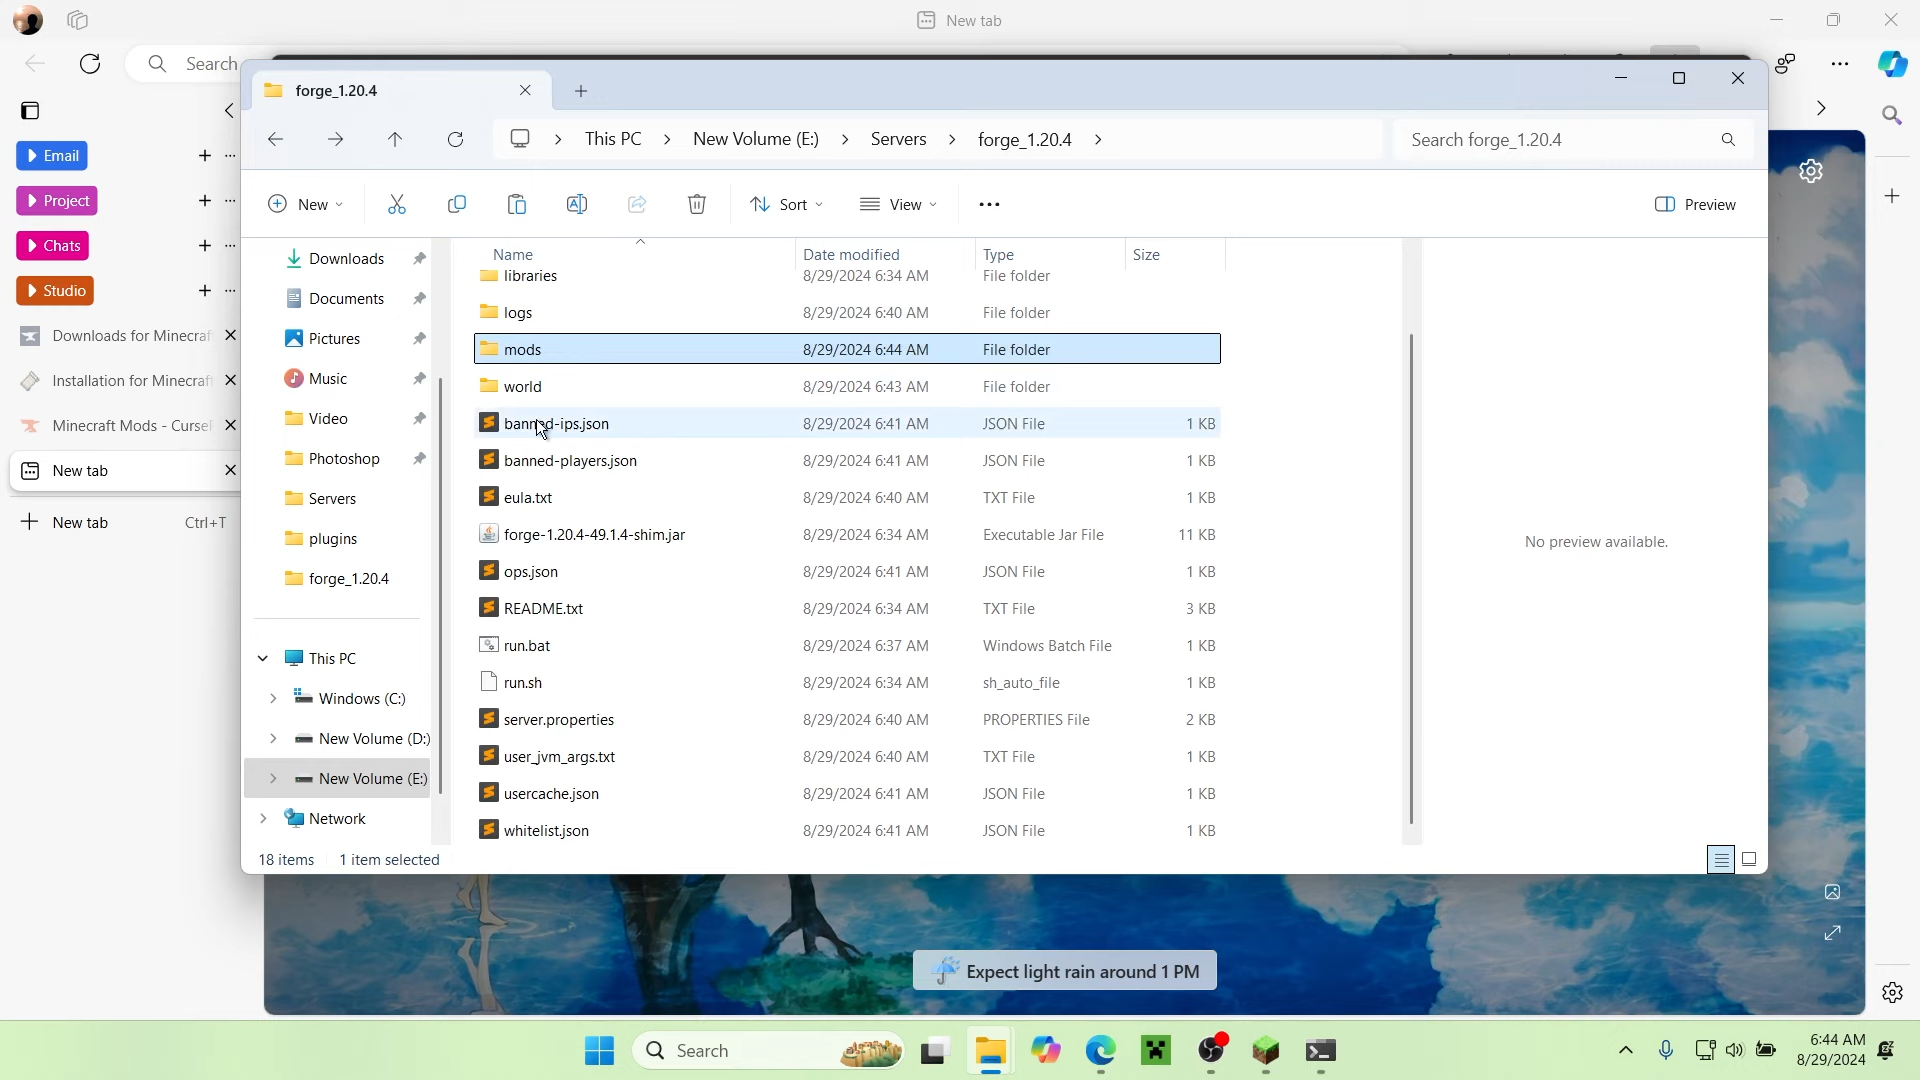 New tab
Search
forge_1.20.4
This PC
New Volume (E:)
Servers
forge_1.20.4
Search forge_1.20.4
New
Sort
View
Preview
Email
Project
Chats
Studio
Downloads for Minecraf
Installation for Minecraf
Minecraft Mods - CurseF
New tab
New tab Ctrl+T
Downloads
Documents
Pictures
Music
Video
Photoshop
Servers
plugins
forge_1.20.4
This PC
Windows (C:)
New Volume (D:)
New Volume (E:)
Network
Name Date modified Type Size
libraries 8/29/2024 6:34 AM File folder
logs 8/29/2024 6:40 AM File folder
mods 8/29/2024 6:44 AM File folder
world 8/29/2024 6:43 AM File folder
banned-ips.json 8/29/2024 6:41 AM JSON File 1 KB
banned-players.json 8/29/2024 6:41 AM JSON File 1 KB
eula.txt 8/29/2024 6:40 AM TXT File 1 KB
forge-1.20.4-49.1.4-shim.jar 8/29/2024 6:34 AM Executable Jar File 11 KB
ops.json 8/29/2024 6:41 AM JSON File 1 KB
README.txt 8/29/2024 6:34 AM TXT File 3 KB
run.bat 8/29/2024 6:37 AM Windows Batch File 1 KB
run.sh 8/29/2024 6:34 AM sh_auto_file 1 KB
server.properties 8/29/2024 6:40 AM PROPERTIES File 2 KB
user_jvm_args.txt 8/29/2024 6:40 AM TXT File 1 KB
usercache.json 8/29/2024 6:41 AM JSON File 1 KB
whitelist.json 8/29/2024 6:41 AM JSON File 1 KB
No preview available.
18 items 1 item selected
Expect light rain around 1 PM
Search
6:44 AM
8/29/2024